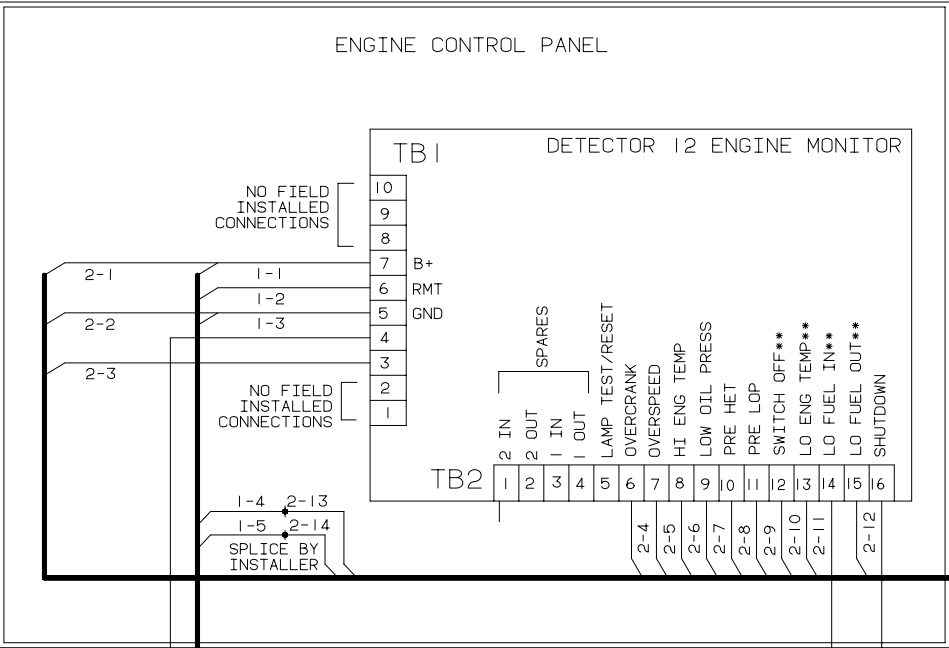 ENGINE CONTROL PANEL
TB1
DETECTOR 12 ENGINE MONITOR
NO FIELD
INSTALLED
CONNECTIONS
10
9
8
7 B+
6 RMT
5 GND
4
3
2
1
2-1
1-1
1-2
2-2
1-3
2-3
NO FIELD
INSTALLED
CONNECTIONS
SPARES
2 IN
2 OUT
1 IN
1 OUT
LAMP TEST/RESET
OVERCRANK
OVERSPEED
HI ENG TEMP
LOW OIL PRESS
PRE HET
PRE LOP
SWITCH OFF**
LO ENG TEMP**
LO FUEL IN**
LO FUEL OUT**
SHUTDOWN
TB2
1 2 3 4 5 6 7 8 9 10 11 12 13 14 15 16
1-4 2-13
1-5 2-14
SPLICE BY
INSTALLER
2-4
2-5
2-6
2-7
2-8
2-9
2-10
2-11
2-12